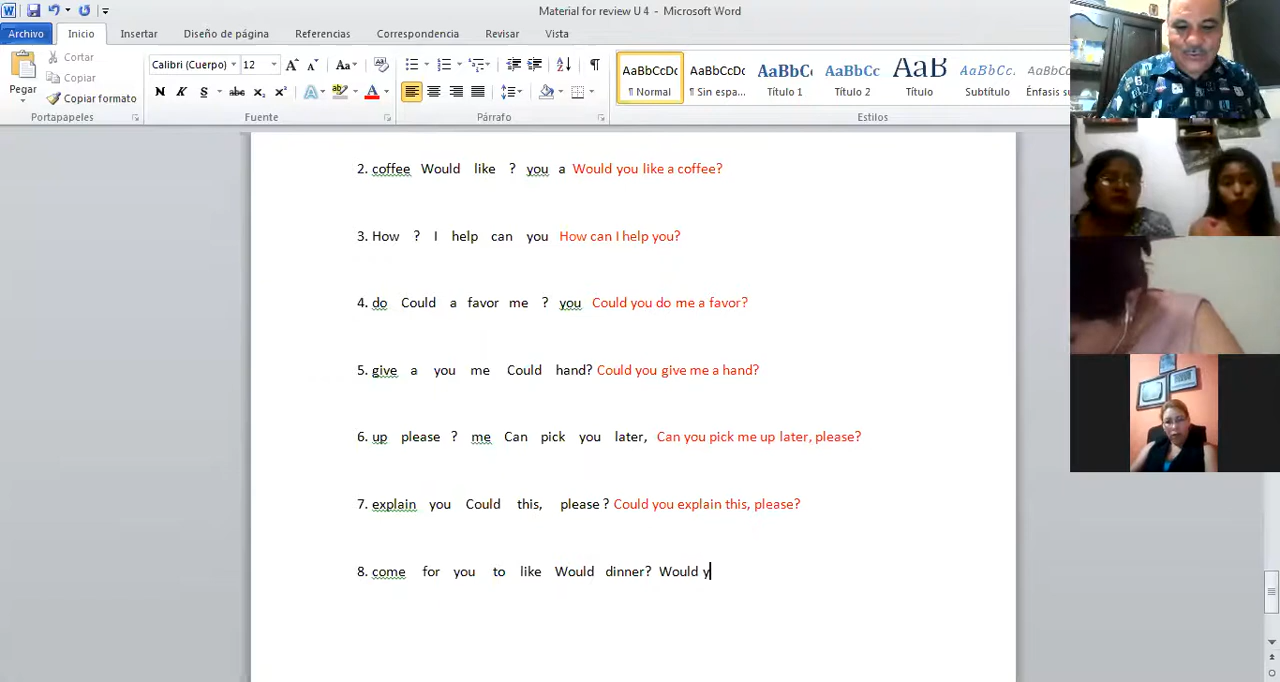 Material for review U 4 - Microsoft Word
Archivo Inicio Insertar Diseño de página Referencias Correspondencia Revisar Vista
Pegar
Cortar
Copiar
Copiar formato
Portapapeles
Calibri (Cuerpo) 12
N K S abc x₂ x²
Fuente
Párrafo
AaBbCcDc AaBbCcDc AaBbC AaBbCc AaB AaBbCc. AaBbCc
¶ Normal ¶ Sin espa... Título 1 Título 2 Título Subtítulo Énfasis su
Estilos
2. coffee Would like ? you a Would you like a coffee?
3. How ? I help can you How can I help you?
4. do Could a favor me ? you Could you do me a favor?
5. give a you me Could hand? Could you give me a hand?
6. up please ? me Can pick you later, Can you pick me up later, please?
7. explain you Could this, please ? Could you explain this, please?
8. come for you to like Would dinner? Would y